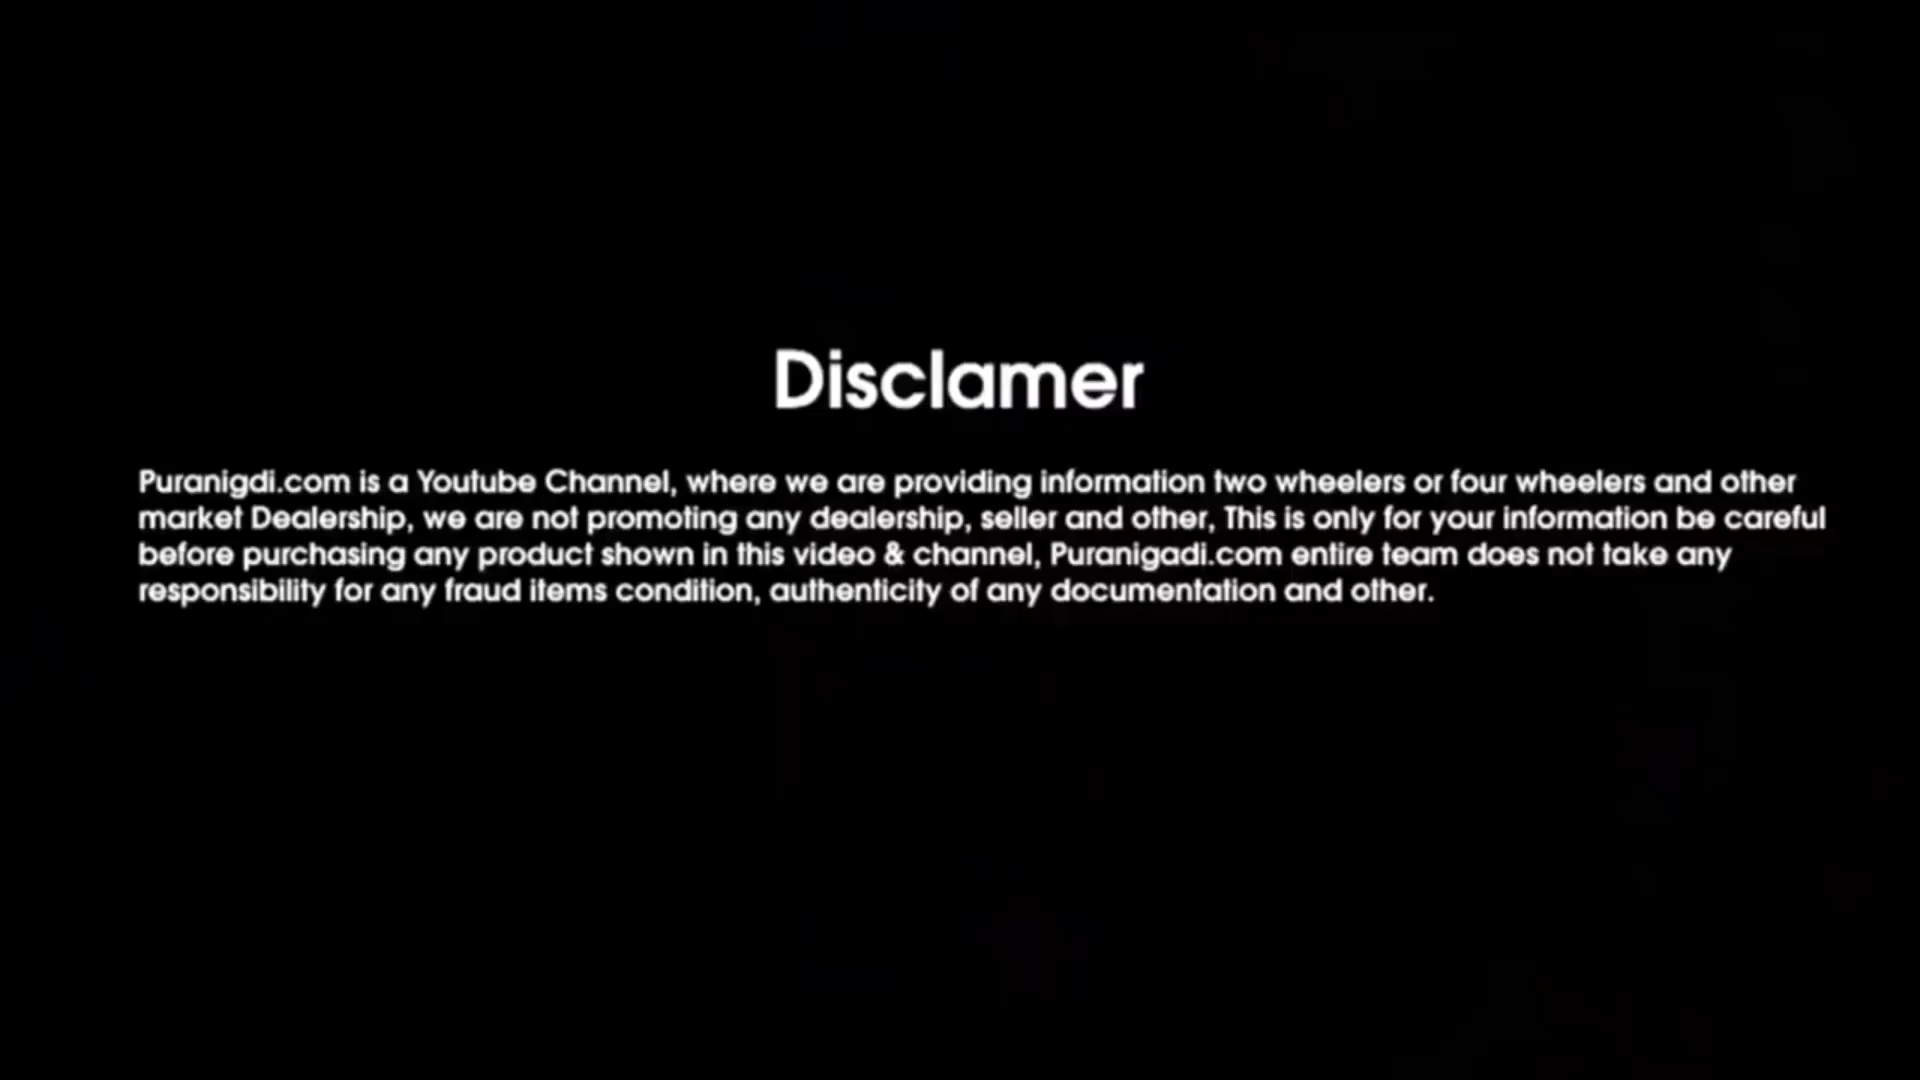 Disclamer
Puranigdi.com is a Youtube Channel, where we are providing information two wheelers or four wheelers and other
market Dealership, we are not promoting any dealership, seller and other, This is only for your information be careful
before purchasing any product shown in this video & channel, Puranigadi.com entire team does not take any
responsibility for any fraud items condition, authenticity of any documentation and other.